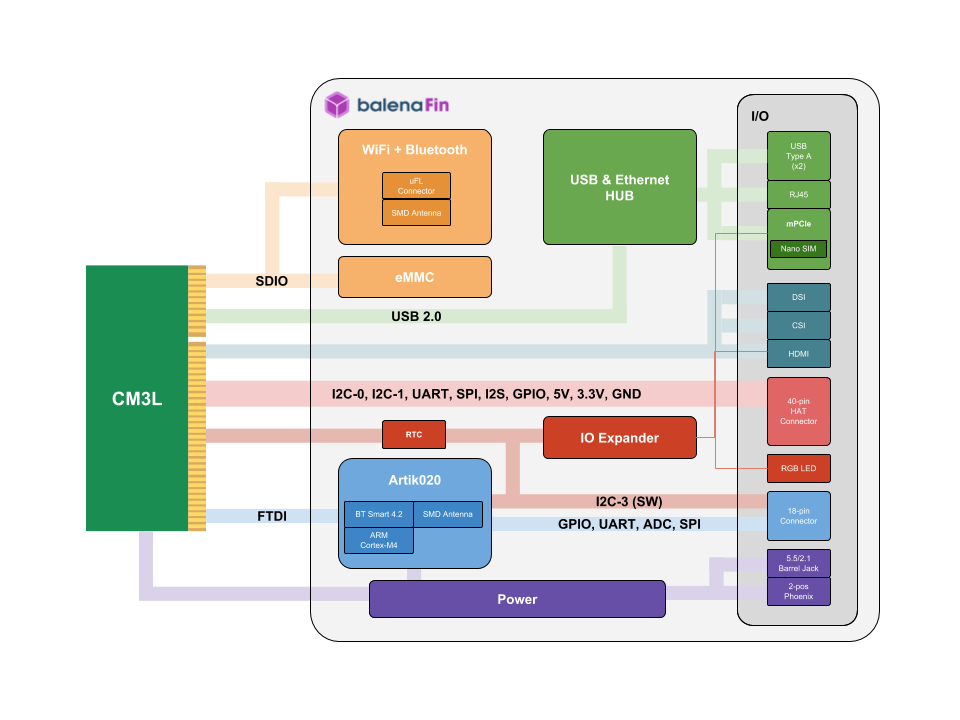 balenaFin
I/O
WiFi + Bluetooth
uFL
Connector
SMD Antenna
USB & Ethernet
HUB
USB
Type A
(x2)
RJ45
mPCIe
Nano SIM
eMMC
SDIO
USB 2.0
DSI
CSI
HDMI
CM3L
I2C-0, I2C-1, UART, SPI, I2S, GPIO, 5V, 3.3V, GND
40-pin
HAT
Connector
RTC
IO Expander
RGB LED
Artik020
BT Smart 4.2
SMD Antenna
ARM
Cortex-M4
FTDI
I2C-3 (SW)
GPIO, UART, ADC, SPI
18-pin
Connector
5.5/2.1
Barrel Jack
2-pos
Phoenix
Power